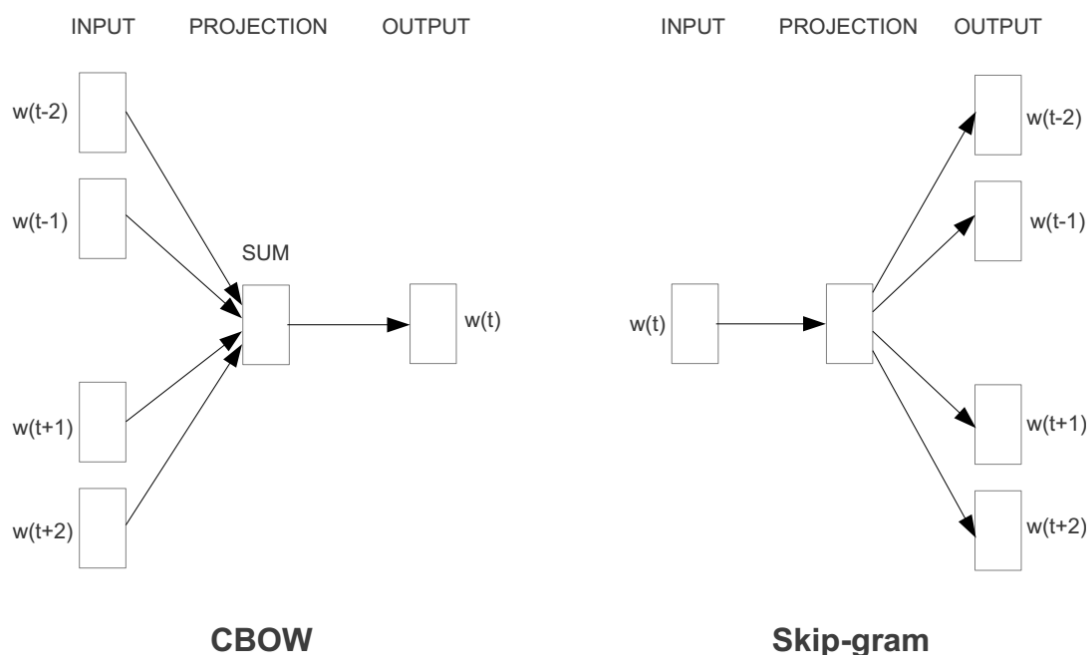 INPUT PROJECTION OUTPUT
w(t-2)
w(t-1)
SUM
w(t)
w(t+1)
w(t+2)
CBOW
INPUT PROJECTION OUTPUT
w(t-2)
w(t-1)
w(t)
w(t+1)
w(t+2)
Skip-gram